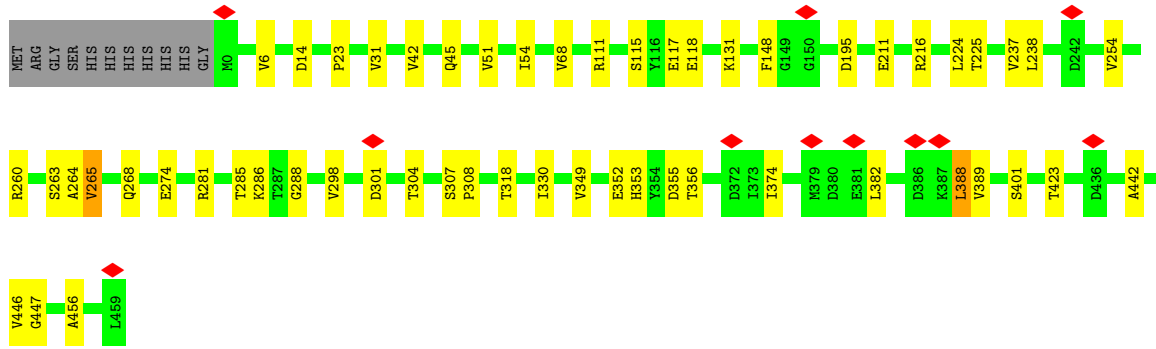 MET ARG GLY SER HIS HIS HIS HIS HIS HIS GLY M0 V6 D14 P23 V31 V42 Q45 V51 I54 V68 R111 S115 Y116 E117 E118 K131 F148 G149 G150 D195 E211 R216 L224 T225 V237 L238 D242 V254
R260 S263 A264 V265 Q268 E274 R281 T285 K286 T287 G288 V298 D301 T304 S307 P308 T318 I330 V349 E352 H353 Y354 D355 T356 D372 I373 I374 M379 D380 E381 L382 D386 K387 L388 V389 S401 T423 D436 A442
V446 G447 A456 L459